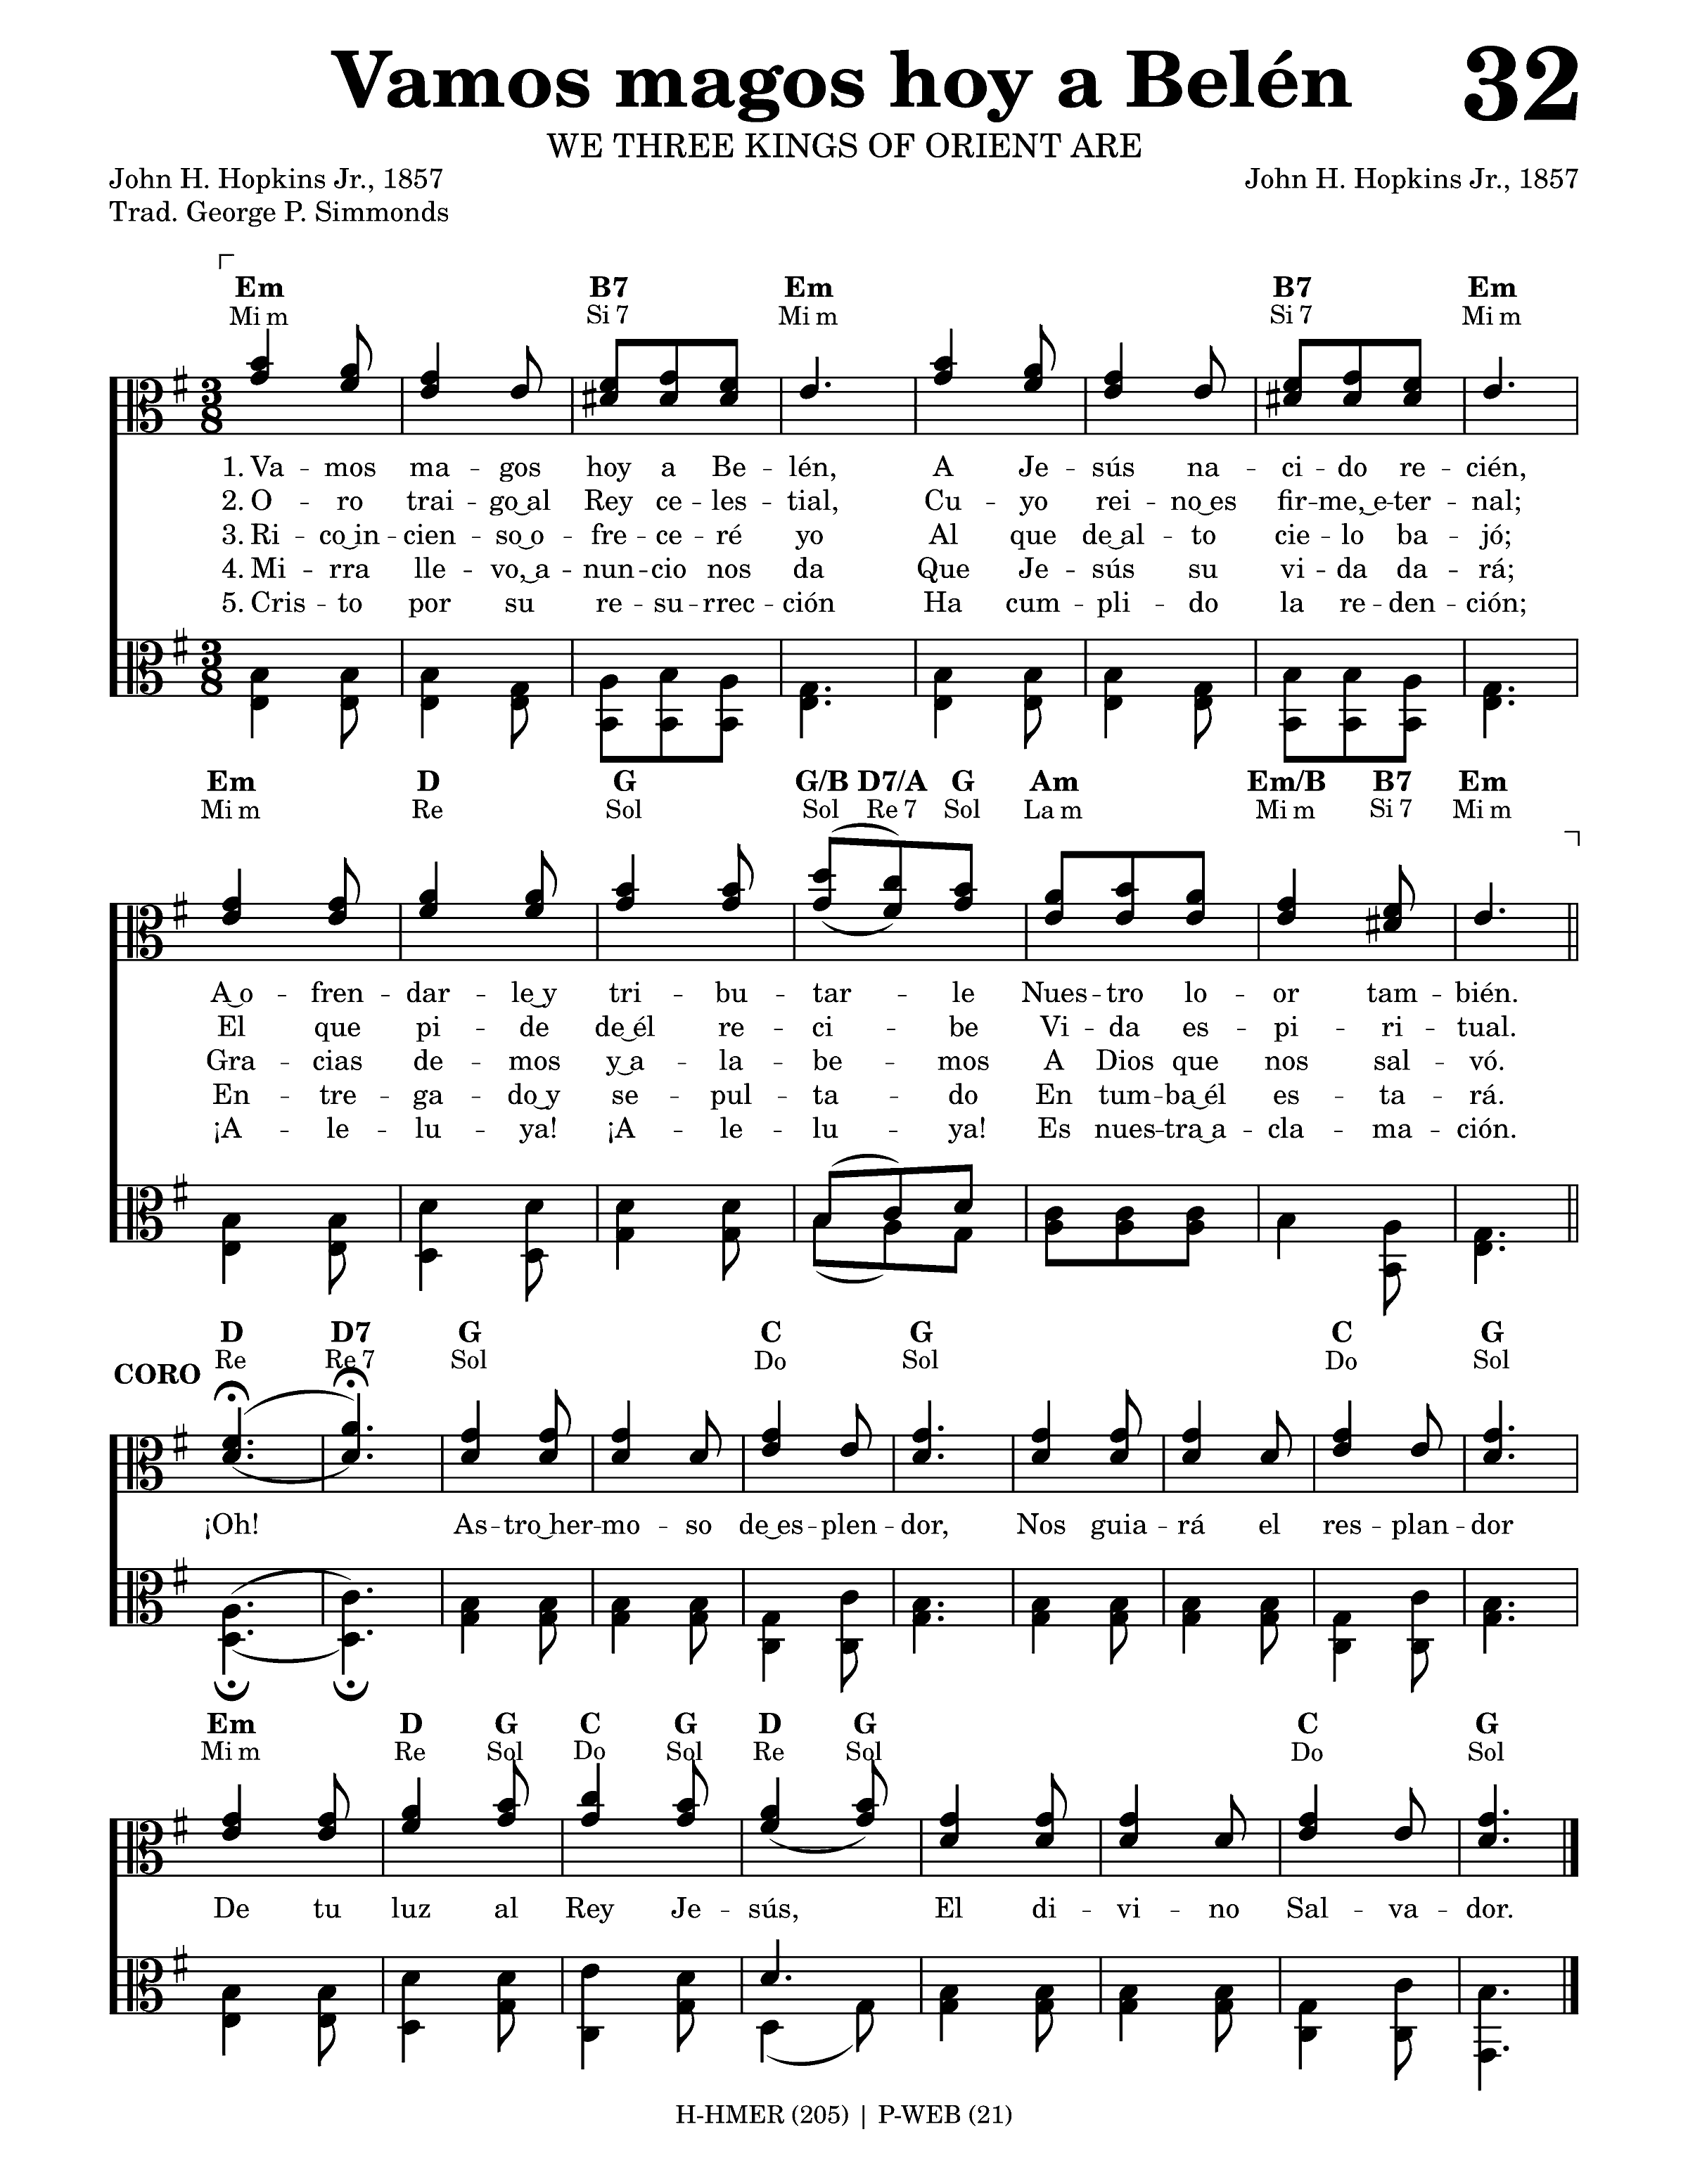 Vamos magos hoy a Belén
32
WE THREE KINGS OF ORIENT ARE
John H. Hopkins Jr., 1857
John H. Hopkins Jr., 1857
Trad. George P. Simmonds
Em B7 Em B7 Em
Mi m Si 7 Mi m Si 7 Mi m
3 8
1. Va -- mos ma -- gos hoy a Be -- lén, A Je -- sús na -- ci -- do re -- cién,
2. O -- ro trai -- go‿al Rey ce -- les -- tial, Cu -- yo rei -- no‿es fir -- me,‿e -- ter -- nal;
3. Ri -- co‿in -- cien -- so‿o -- fre -- ce -- ré yo Al que de‿al -- to cie -- lo ba -- jó;
4. Mi -- rra lle -- vo,‿a -- nun -- cio nos da Que Je -- sús su vi -- da da -- rá;
5. Cris -- to por su re -- su -- rrec -- ción Ha cum -- pli -- do la re -- den -- ción;
3 8
Em D G G/B D7/A G Am Em/B B7 Em
Mi m Re Sol Sol Re 7 Sol La m Mi m Si 7 Mi m
A‿o -- fren -- dar -- le‿y tri -- bu -- tar -- le Nues -- tro lo -- or tam -- bién.
El que pi -- de de‿él re -- ci -- be Vi -- da es -- pi -- ri -- tual.
Gra -- cias de -- mos y‿a -- la -- be -- mos A Dios que nos sal -- vó.
En -- tre -- ga -- do‿y se -- pul -- ta -- do En tum -- ba‿él es -- ta -- rá.
¡A -- le -- lu -- ya! ¡A -- le -- lu -- ya! Es nues -- tra‿a -- cla -- ma -- ción.
D D7 G C G C G
Re Re 7 Sol Do Sol Do Sol
CORO
¡Oh! As -- tro‿her -- mo -- so de‿es -- plen -- dor, Nos guia -- rá el res -- plan -- dor
Em D G C G D G C G
Mi m Re Sol Do Sol Re Sol Do Sol
De tu luz al Rey Je -- sús, El di -- vi -- no Sal -- va -- dor.
H-HMER (205) | P-WEB (21)